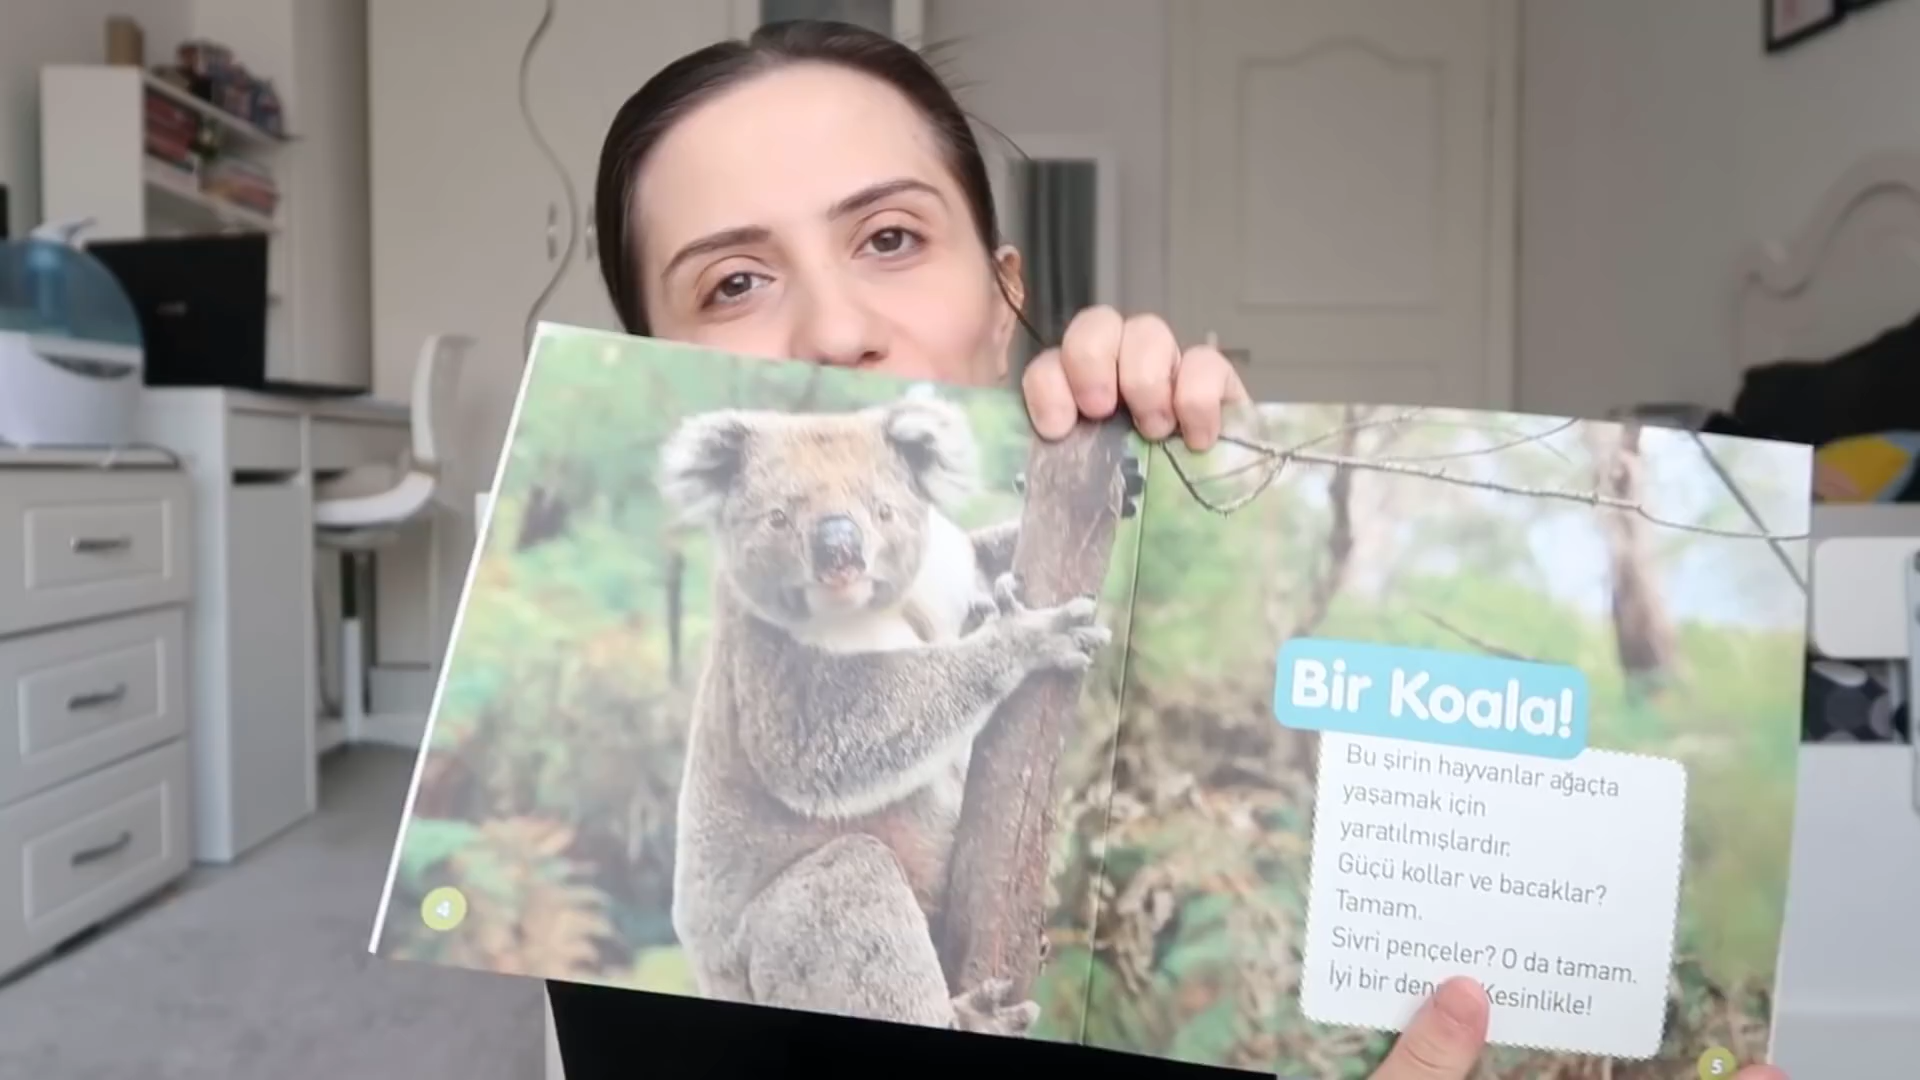 Bir Koala!
Bu şirin hayvanlar ağaçta
yaşamak için
yaratılmışlardır.
Güçü kollar ve bacaklar?
Tamam.
Sivri pençeler? O da tamam.
İyi bir Kesinlikle!
4
5